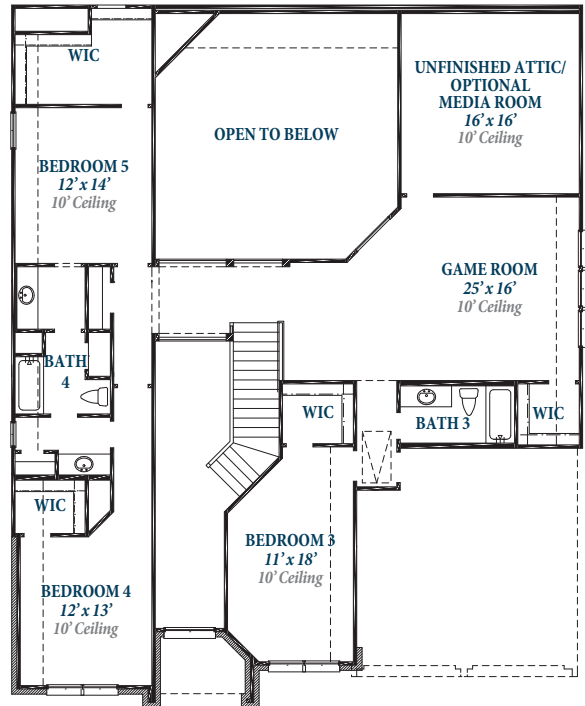 WIC
UNFINISHED ATTIC/
OPTIONAL
MEDIA ROOM
16' x 16'
10' Ceiling
OPEN TO BELOW
BEDROOM 5
12' x 14'
10' Ceiling
GAME ROOM
25' x 16'
10' Ceiling
BATH
4
WIC
BATH 3
WIC
WIC
BEDROOM 3
11' x 18'
10' Ceiling
BEDROOM 4
12' x 13'
10' Ceiling